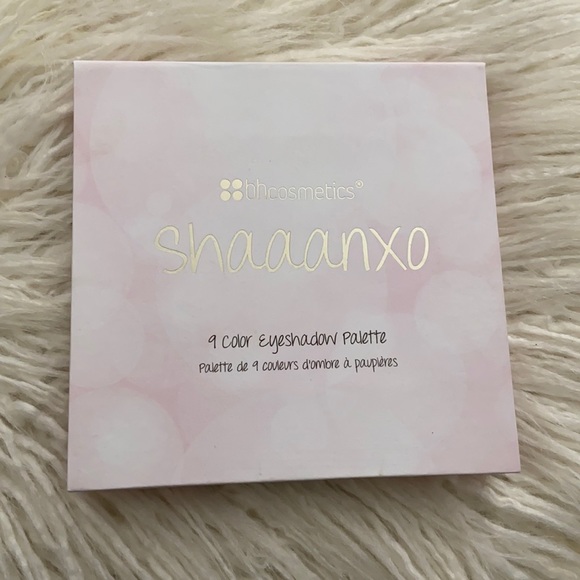 bhcosmetics®
shaaanxo
9 Color Eyeshadow Palette
Palette de 9 couleurs d'ombre à paupières